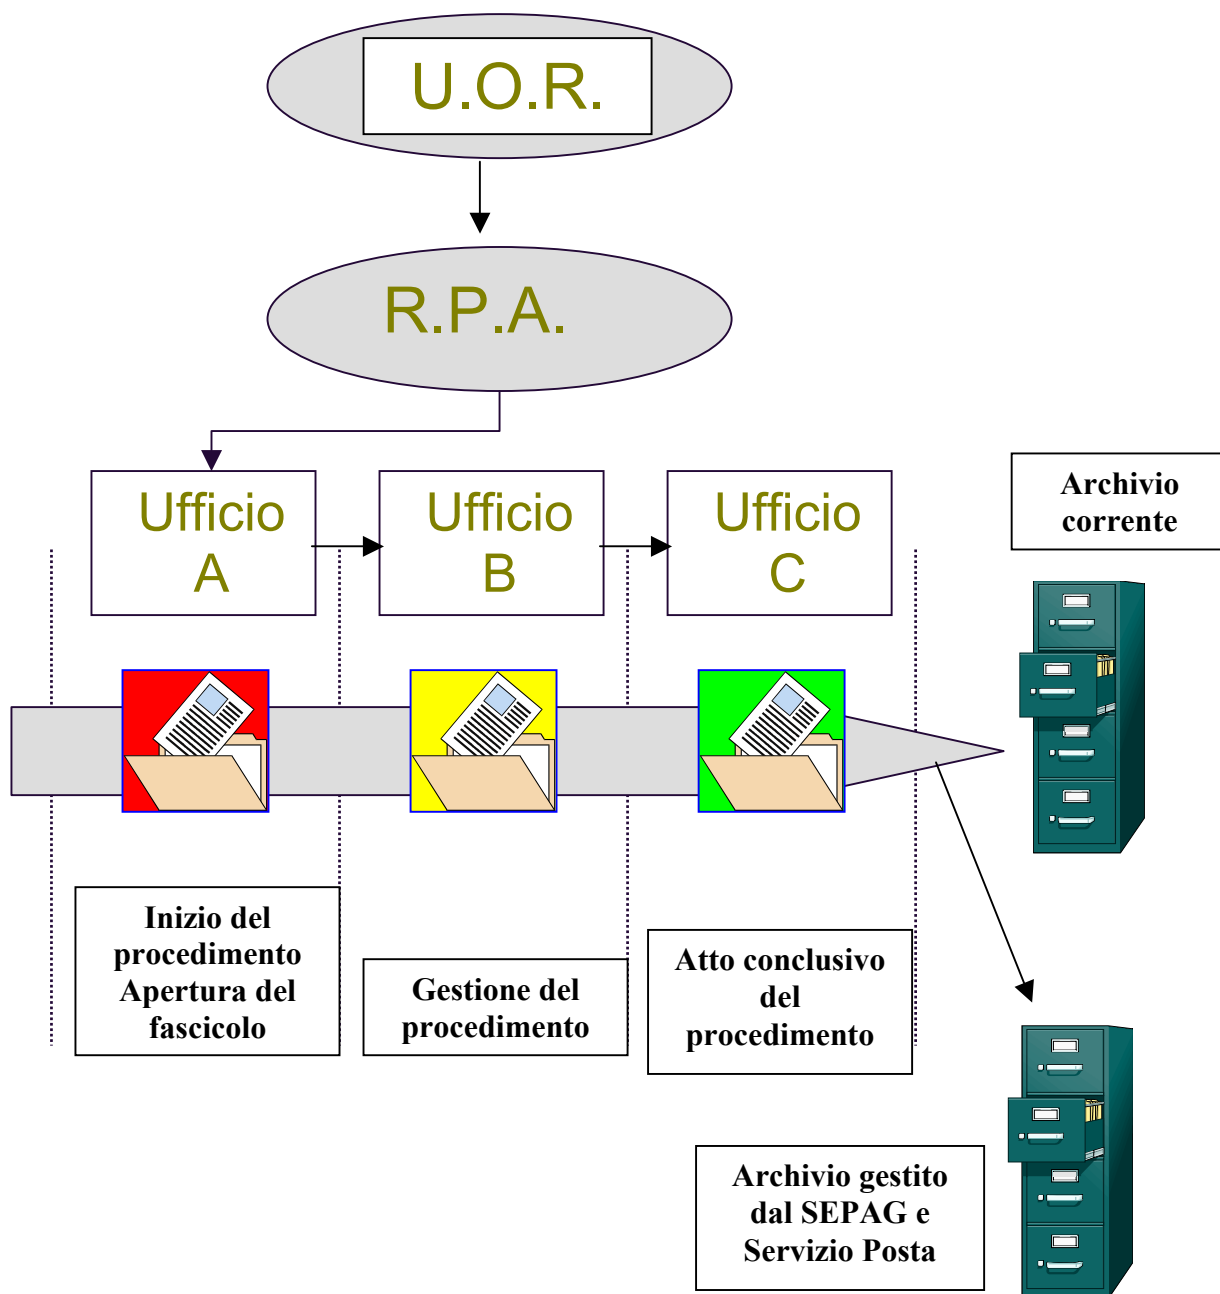 U.O.R.
R.P.A.
Ufficio
A
Ufficio
B
Ufficio
C
Archivio
corrente
Inizio del
procedimento
Apertura del
fascicolo
Gestione del
procedimento
Atto conclusivo
del
procedimento
Archivio gestito
dal SEPAG e
Servizio Posta